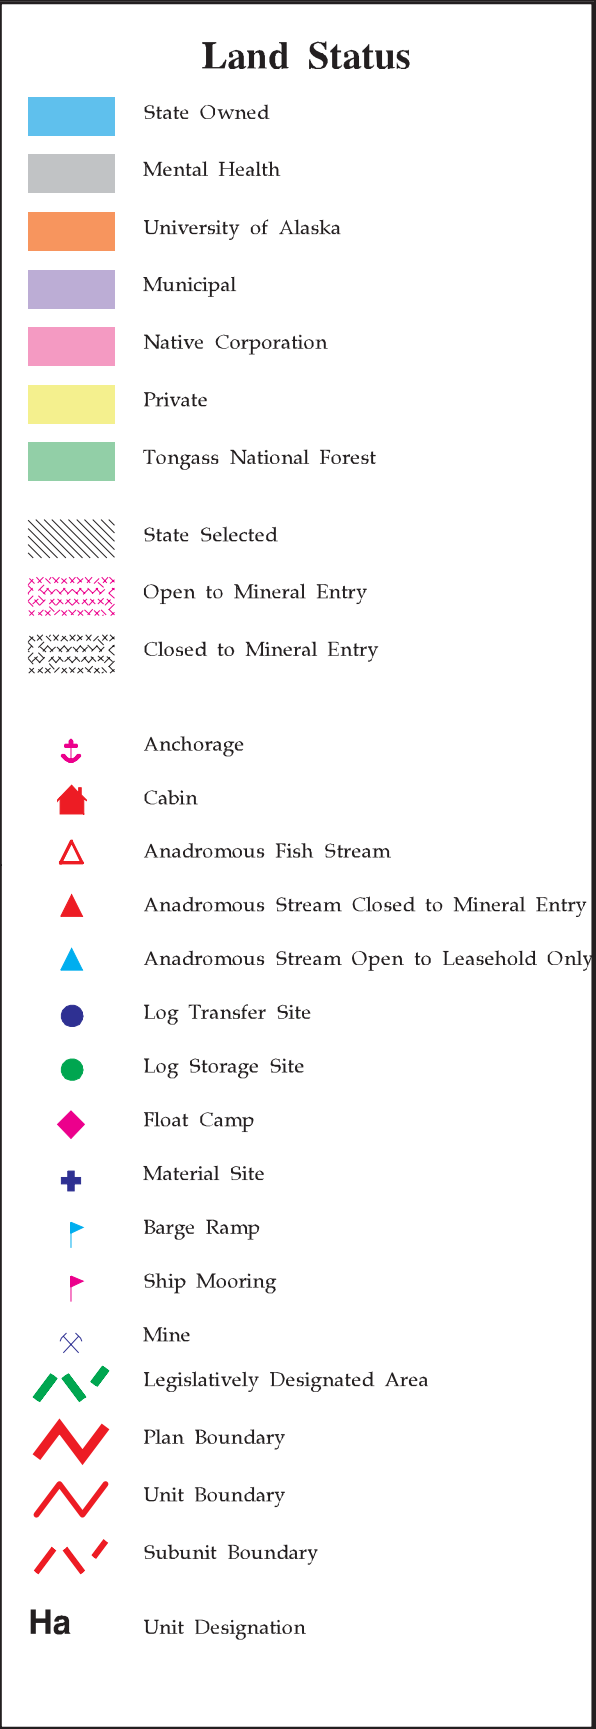 Land Status
State Owned
Mental Health
University of Alaska
Municipal
Native Corporation
Private
Tongass National Forest
State Selected
Open to Mineral Entry
Closed to Mineral Entry
Anchorage
Cabin
Anadromous Fish Stream
Anadromous Stream Closed to Mineral Entry
Anadromous Stream Open to Leasehold Only
Log Transfer Site
Log Storage Site
Float Camp
Material Site
Barge Ramp
Ship Mooring
Mine
Legislatively Designated Area
Plan Boundary
Unit Boundary
Subunit Boundary
Ha Unit Designation